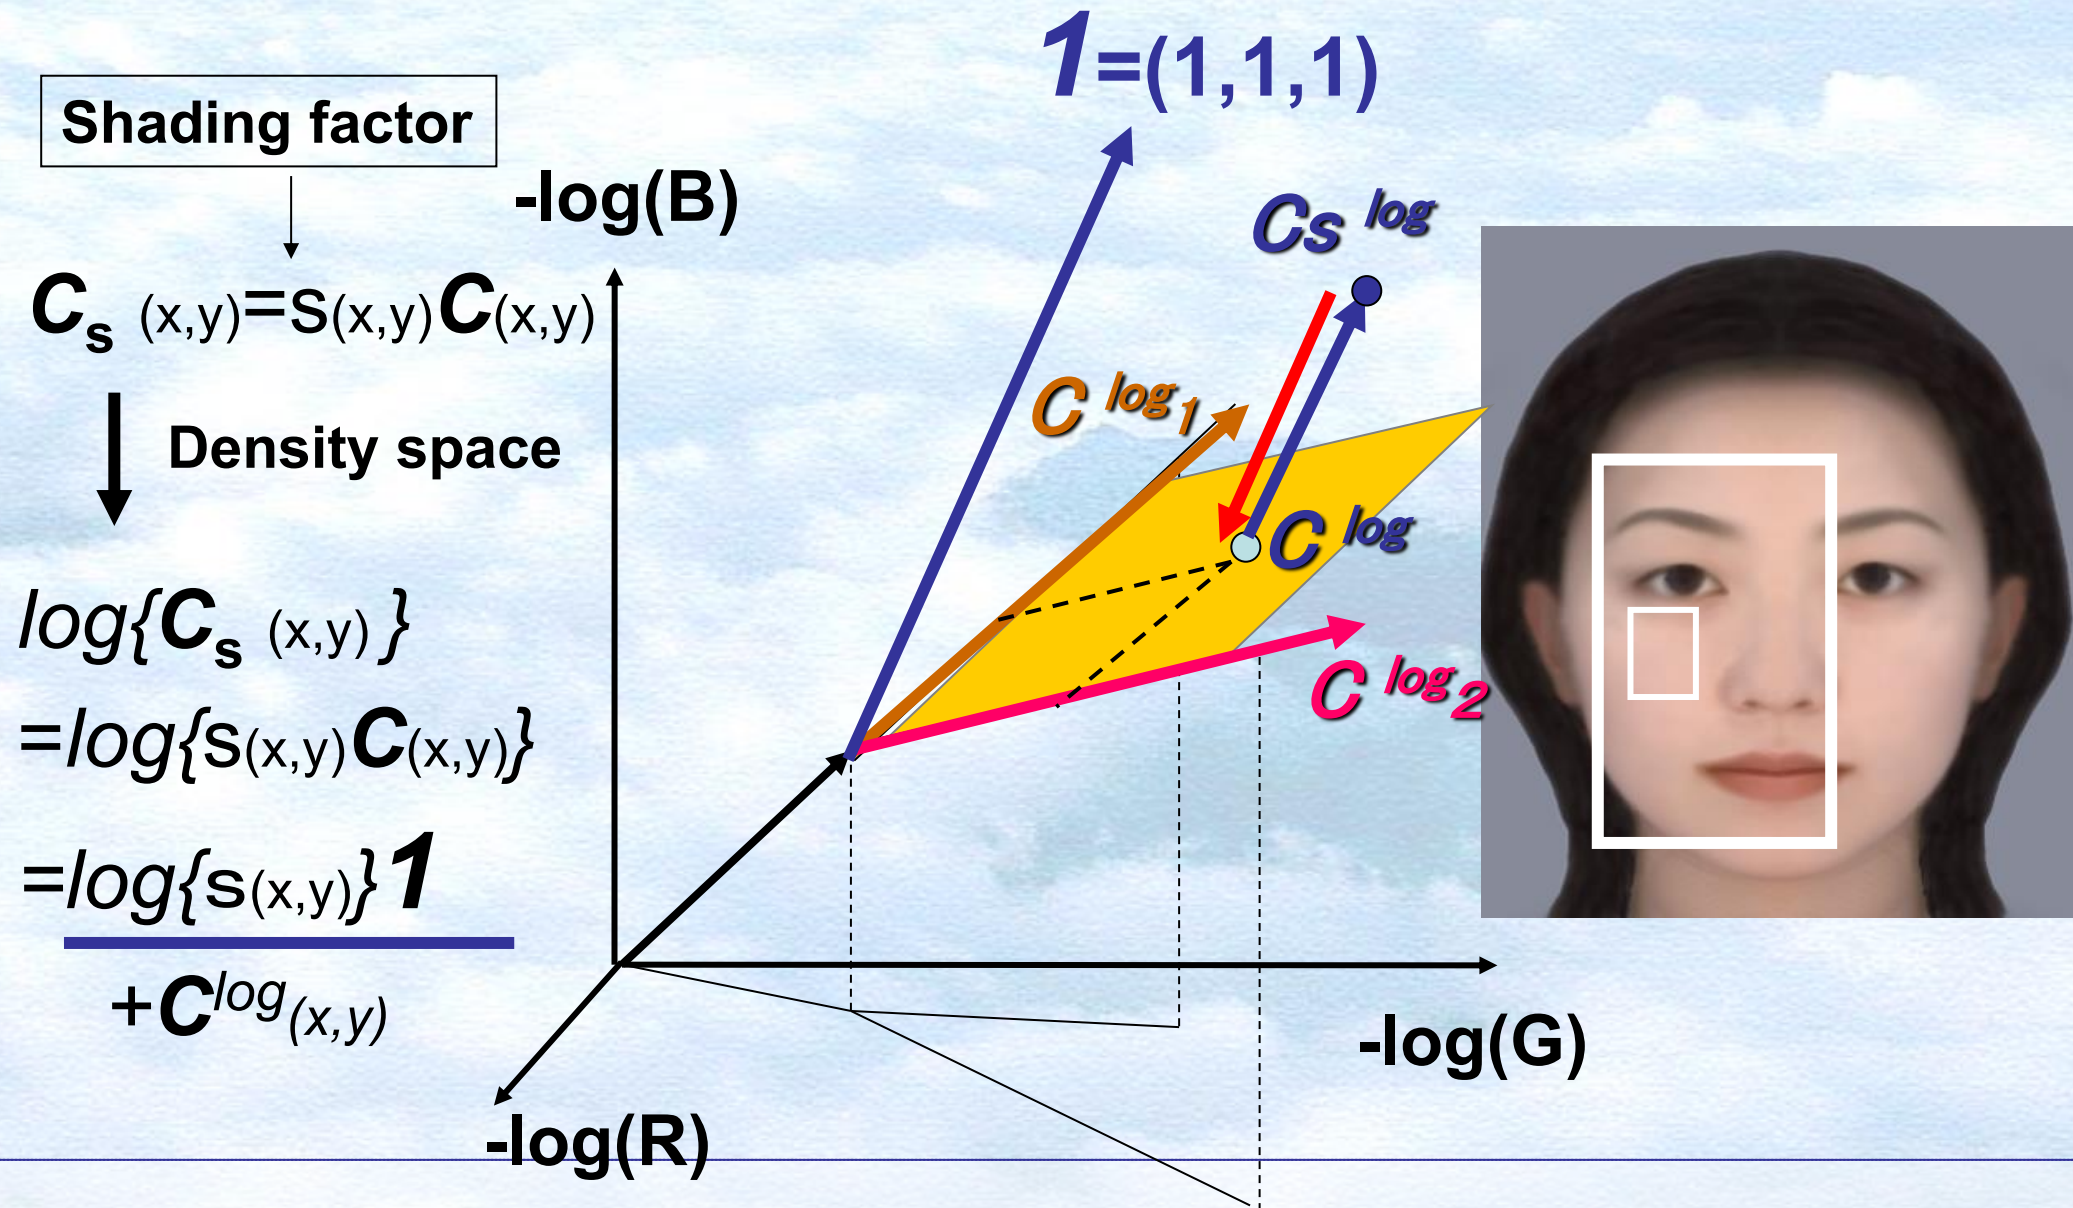 1=(1,1,1)
Shading factor
-log(B)
Cs log
Cs (x,y)=s(x,y)C(x,y)
C log1
Density space
C log
log{Cs (x,y) }
C log2
=log{s(x,y)C(x,y)}
=log{s(x,y)}1
+Clog(x,y)
-log(G)
-log(R)